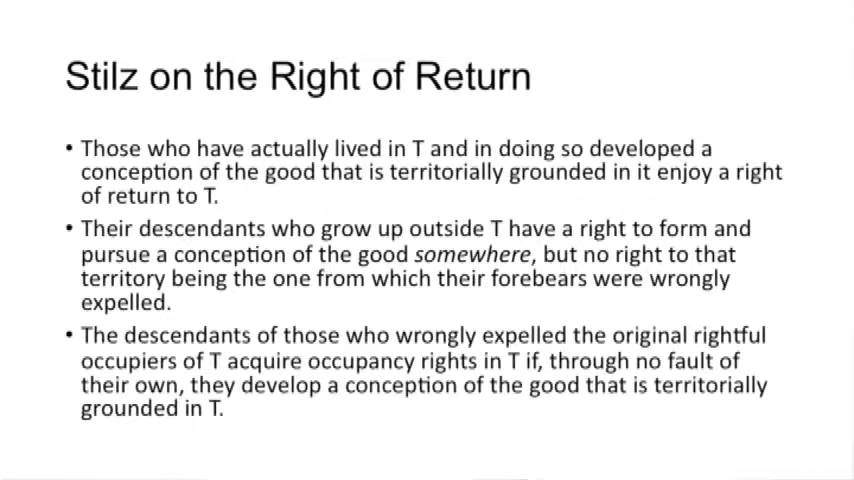 Stilz on the Right of Return
• Those who have actually lived in T and in doing so developed a
conception of the good that is territorially grounded in it enjoy a right
of return to T.
• Their descendants who grow up outside T have a right to form and
pursue a conception of the good somewhere, but no right to that
territory being the one from which their forebears were wrongly
expelled.
• The descendants of those who wrongly expelled the original rightful
occupiers of T acquire occupancy rights in T if, through no fault of
their own, they develop a conception of the good that is territorially
grounded in T.